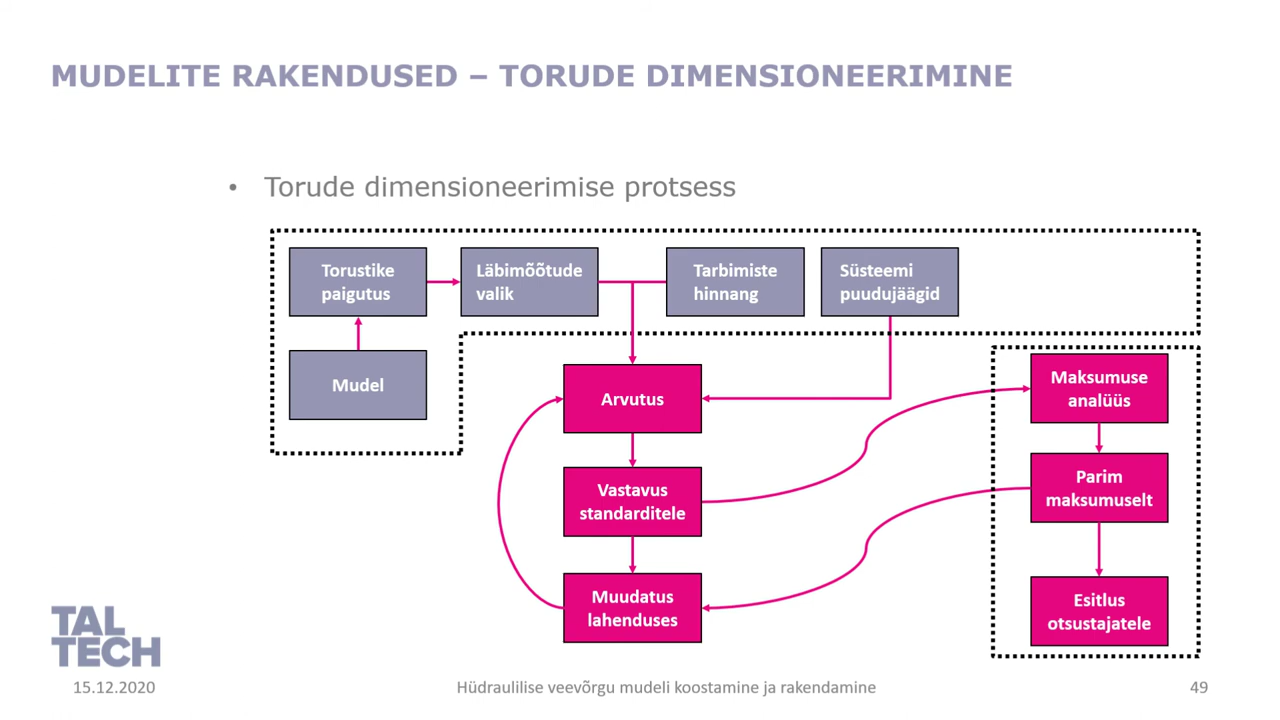 MUDELITE RAKENDUSED – TORUDE DIMENSIONEERIMINE
• Torude dimensioneerimise protsess
Torustike
paigutus
Läbimõõtude
valik
Tarbimiste
hinnang
Süsteemi
puudujäägid
Mudel
Arvutus
Maksumuse
analüüs
Vastavus
standarditele
Parim
maksumuselt
Muudatus
lahenduses
Esitlus
otsustajatele
TAL
TECH
15.12.2020
Hüdraulilise veevõrgu mudeli koostamine ja rakendamine
49